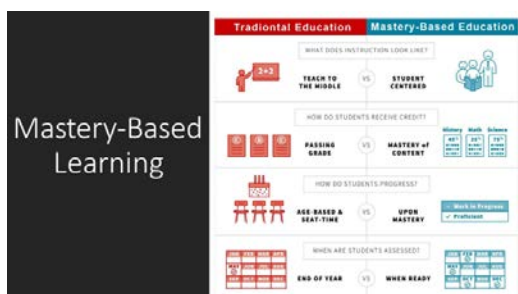 Mastery-Based
Learning
Tradiontal Education
Mastery-Based Education
WHAT DOES INSTRUCTION LOOK LIKE?
3+3
TEACH TO
THE MIDDLE
VS
STUDENT
CENTERED
HOW DO STUDENTS RECEIVE CREDIT?
PASSING
GRADE
VS
MASTERY of
CONTENT
History Math Science
HOW DO STUDENTS PROGRESS?
AGE-BASED &
SEAT-TIME
VS
UPON
MASTERY
Work in Progress
✓ Proficient
WHEN ARE STUDENTS ASSESSED?
END OF YEAR
VS
WHEN READY